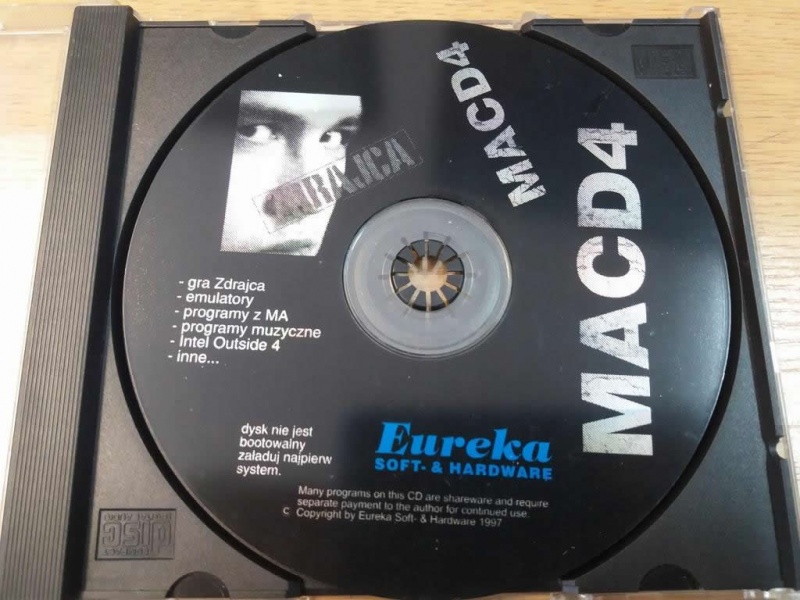 MACD4
MACD4
- gra Zdrajca
- emulatory
- programy z MA
- programy muzyczne
- Intel Outside 4
- inne...
dysk nie jest
bootowalny
załaduj najpierw
system.
Eureka
SOFT- & HARDWARE
Many programs on this CD are shareware and require
separate payment to the author for continued use.
© Copyright by Eureka Soft- & Hardware 1997